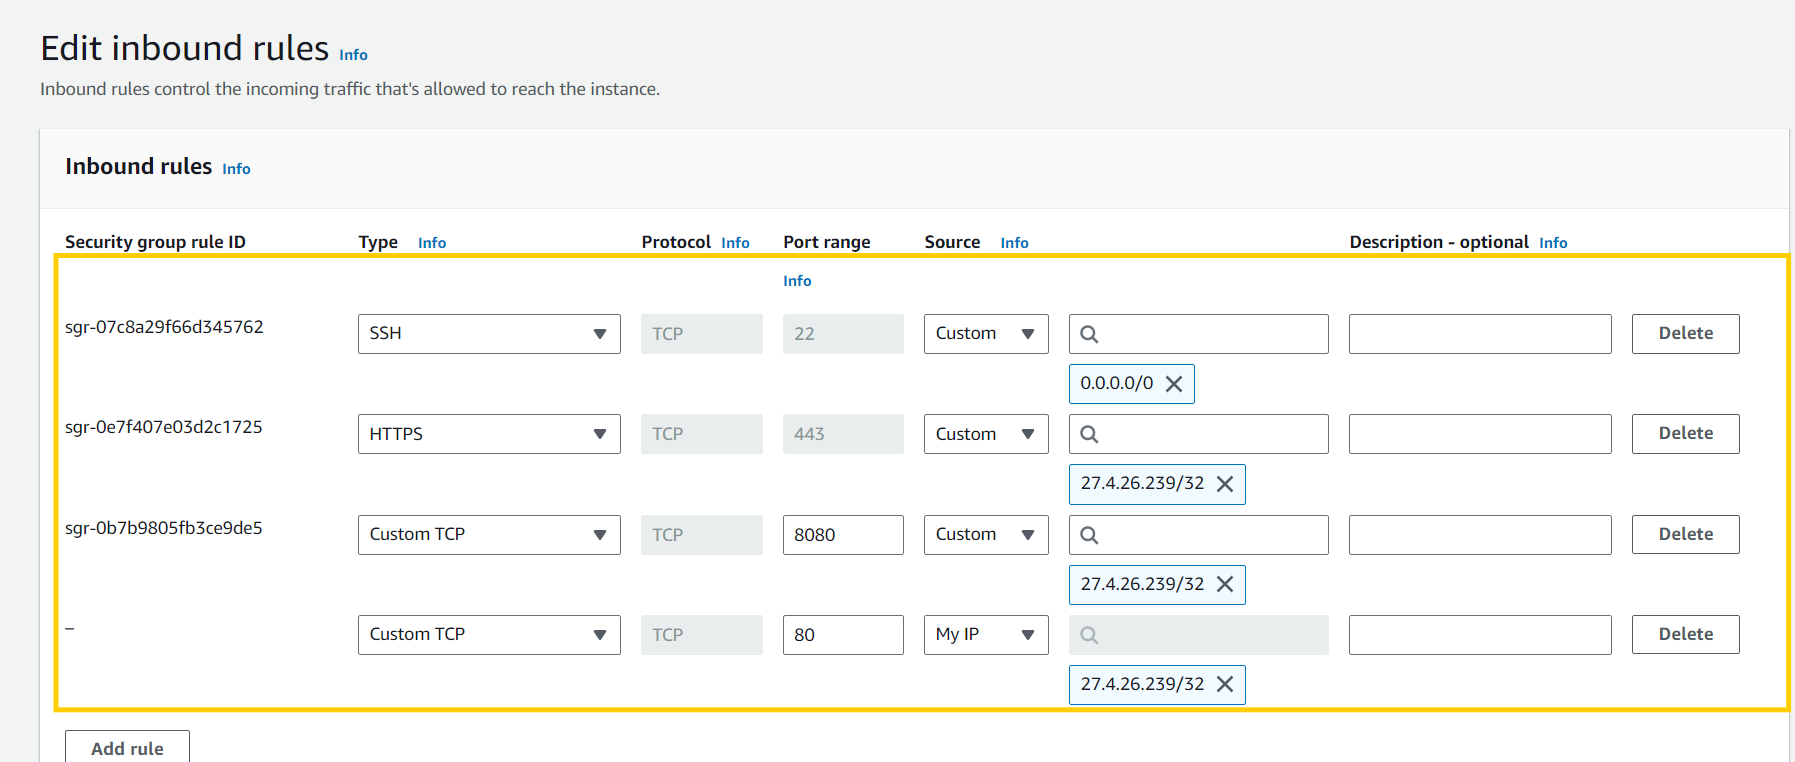 Edit inbound rules Info
Inbound rules control the incoming traffic that's allowed to reach the instance.
Inbound rules Info
Security group rule ID Type Info Protocol Info Port range Source Info Description - optional Info
Info
sgr-07c8a29f66d345762 SSH TCP 22 Custom Delete
0.0.0.0/0
sgr-0e7f407e03d2c1725 HTTPS TCP 443 Custom Delete
27.4.26.239/32
sgr-0b7b9805fb3ce9de5 Custom TCP TCP 8080 Custom Delete
27.4.26.239/32
– Custom TCP TCP 80 My IP Delete
27.4.26.239/32
Add rule